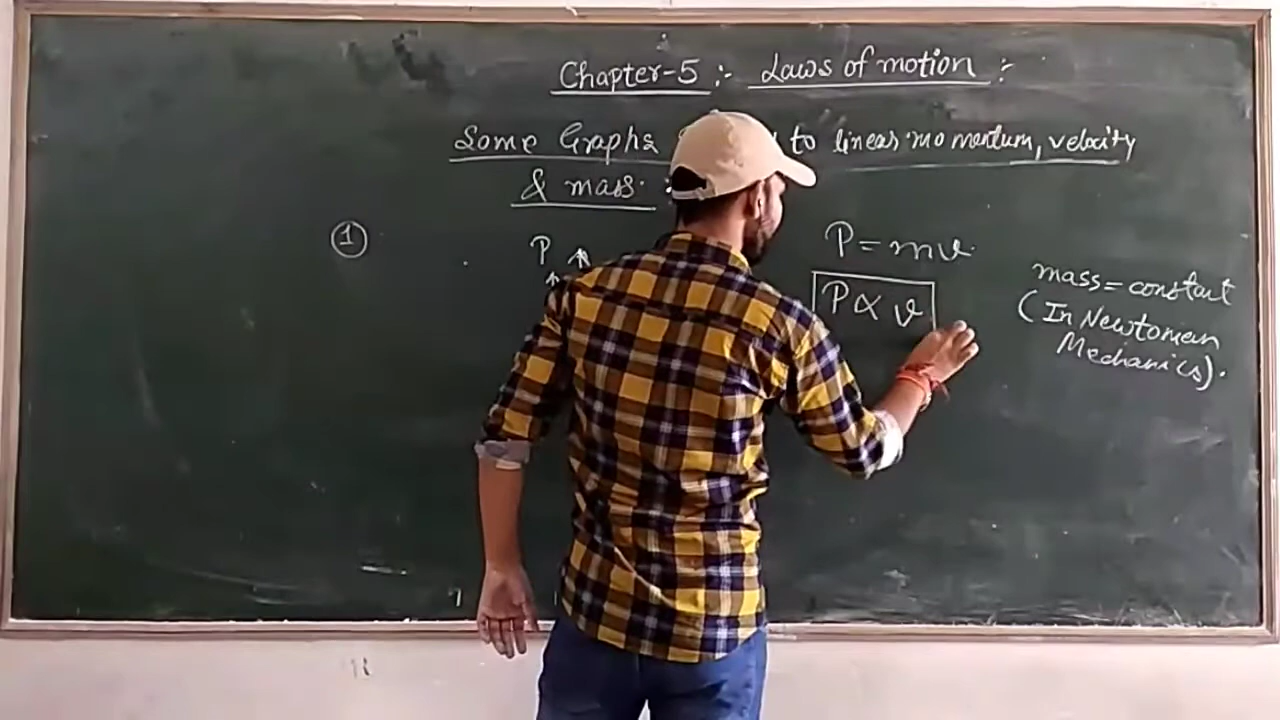 Chapter-5 :- Laws of motion :-
Some Graphs to linear momentum, velocity
& mass :
1
P
P = mv
P ∝ v
mass = constant
(In Newtonian
Mechanics).